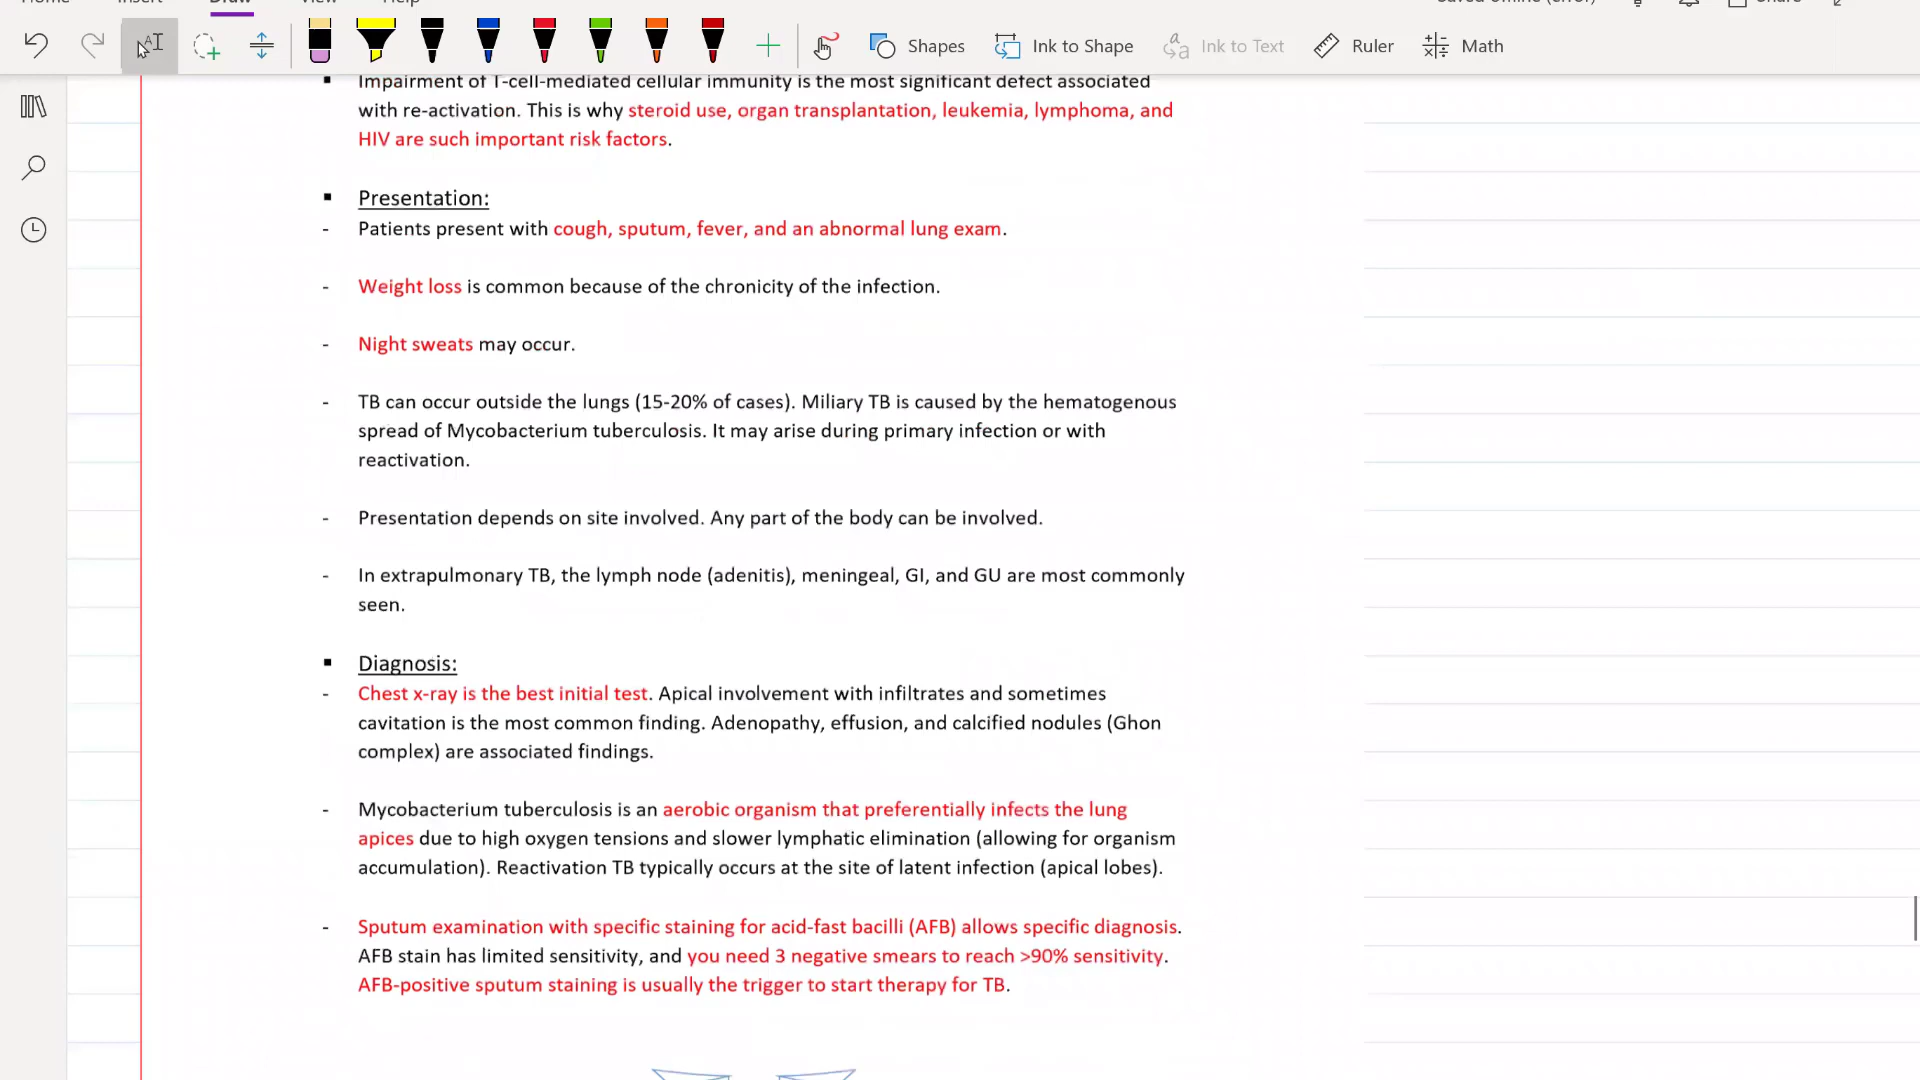 Home Insert Draw View Help Saved online (error) Share
Shapes Ink to Shape Ink to Text Ruler Math
Impairment of T-cell-mediated cellular immunity is the most significant defect associated
with re-activation. This is why steroid use, organ transplantation, leukemia, lymphoma, and
HIV are such important risk factors.
▪ Presentation:
- Patients present with cough, sputum, fever, and an abnormal lung exam.
- Weight loss is common because of the chronicity of the infection.
- Night sweats may occur.
- TB can occur outside the lungs (15-20% of cases). Miliary TB is caused by the hematogenous
spread of Mycobacterium tuberculosis. It may arise during primary infection or with
reactivation.
- Presentation depends on site involved. Any part of the body can be involved.
- In extrapulmonary TB, the lymph node (adenitis), meningeal, GI, and GU are most commonly
seen.
▪ Diagnosis:
- Chest x-ray is the best initial test. Apical involvement with infiltrates and sometimes
cavitation is the most common finding. Adenopathy, effusion, and calcified nodules (Ghon
complex) are associated findings.
- Mycobacterium tuberculosis is an aerobic organism that preferentially infects the lung
apices due to high oxygen tensions and slower lymphatic elimination (allowing for organism
accumulation). Reactivation TB typically occurs at the site of latent infection (apical lobes).
- Sputum examination with specific staining for acid-fast bacilli (AFB) allows specific diagnosis.
AFB stain has limited sensitivity, and you need 3 negative smears to reach >90% sensitivity.
AFB-positive sputum staining is usually the trigger to start therapy for TB.